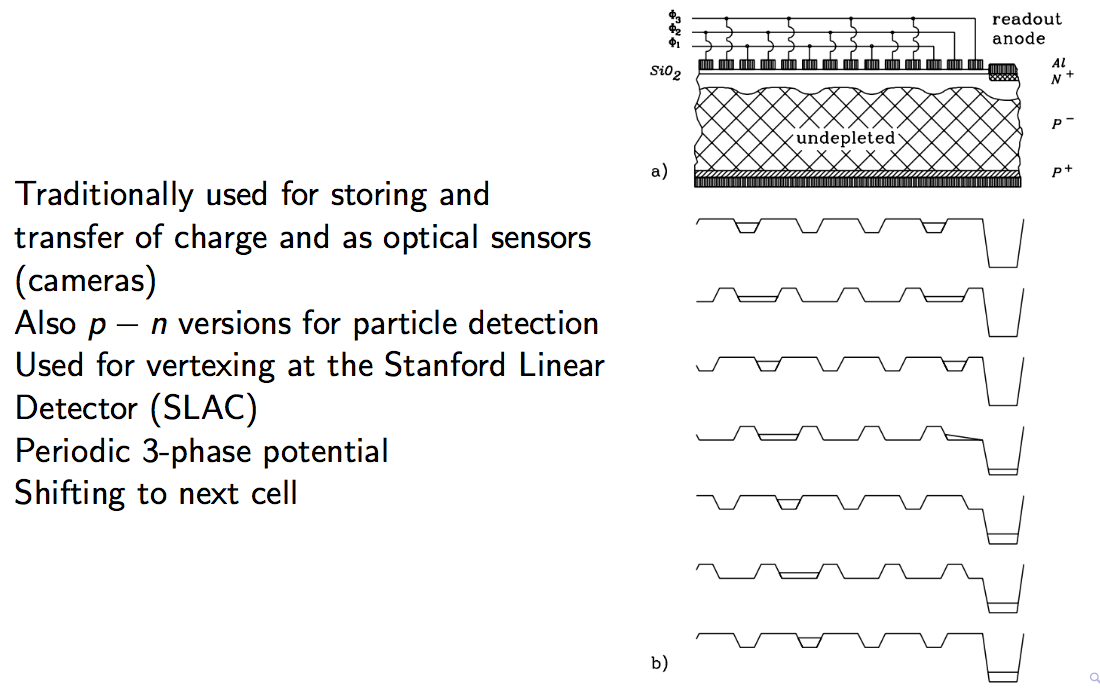 Traditionally used for storing and
transfer of charge and as optical sensors
(cameras)
Also p − n versions for particle detection
Used for vertexing at the Stanford Linear
Detector (SLAC)
Periodic 3-phase potential
Shifting to next cell
Φ3
Φ2
Φ1
readout
anode
SiO2
Al
N+
undepleted
P−
a)
P+
b)